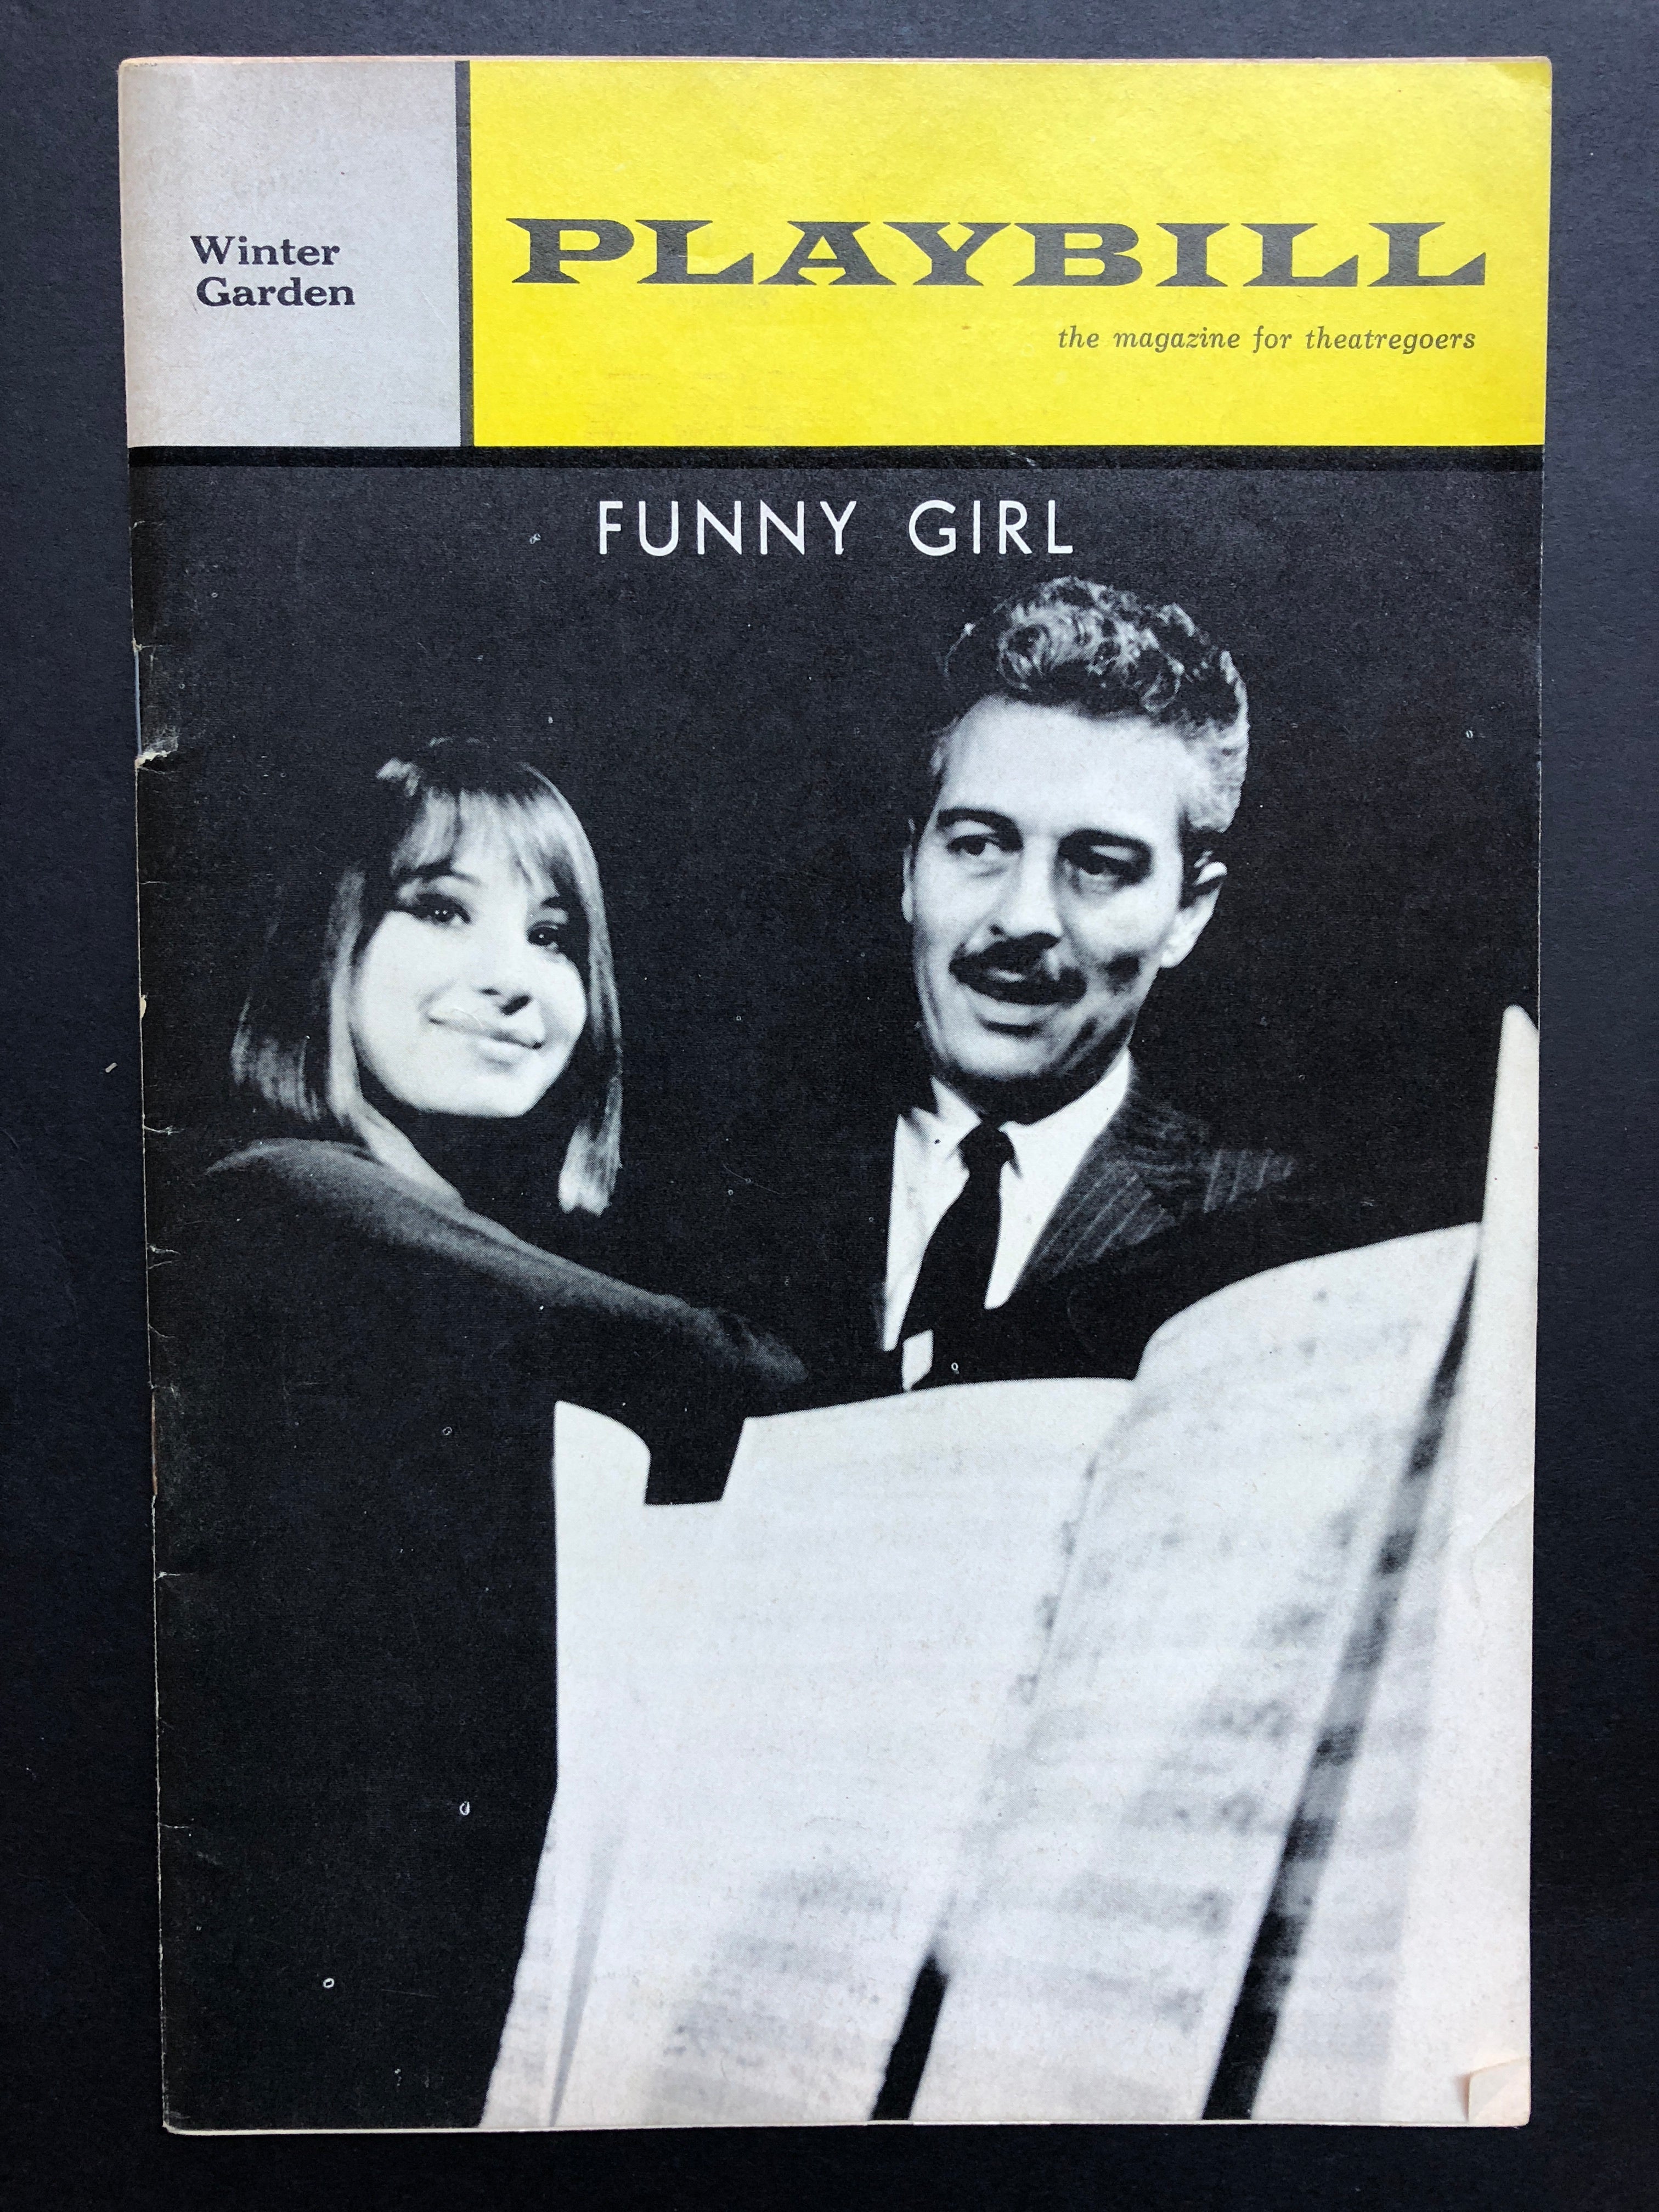 Winter
Garden
PLAYBILL
the magazine for theatregoers
FUNNY GIRL